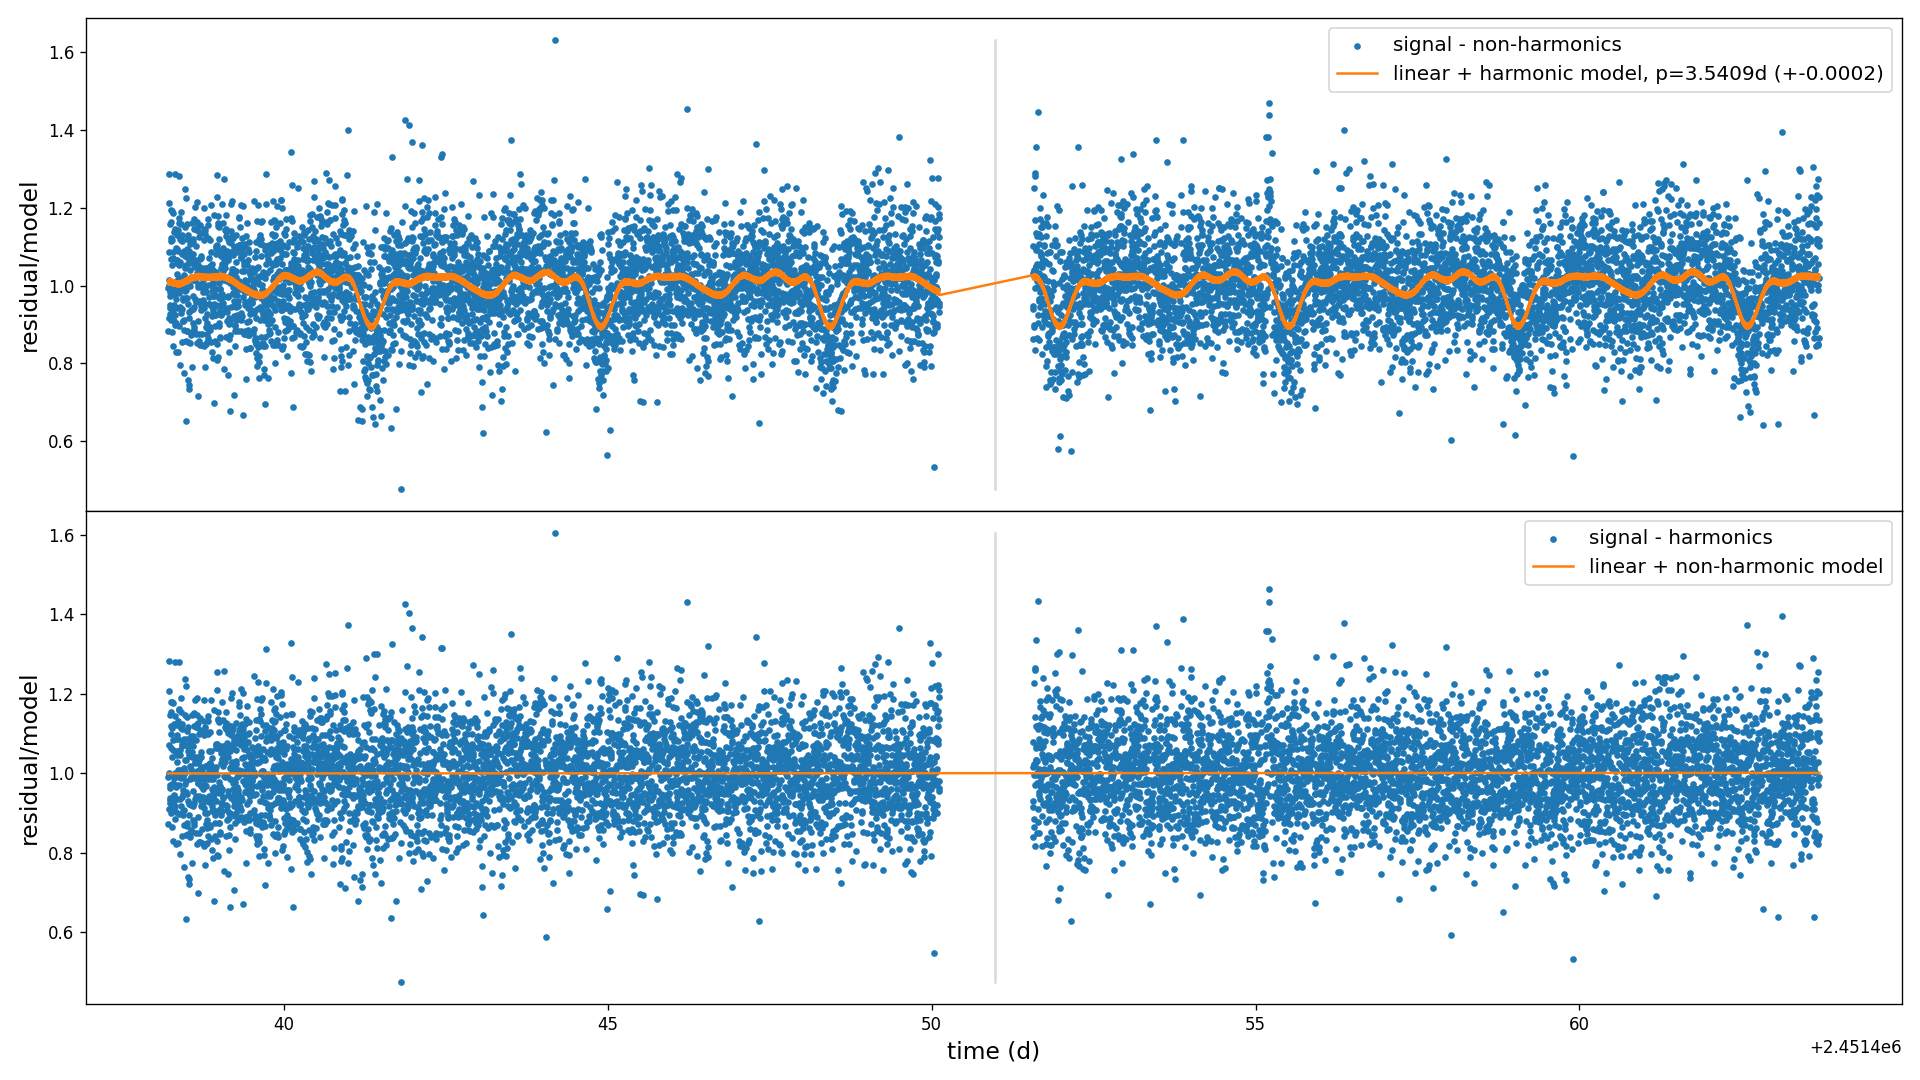 1.6
1.4
1.2
1.0
0.8
0.6
residual/model
signal - non-harmonics
linear + harmonic model, p=3.5409d (+-0.0002)
1.6
1.4
1.2
1.0
0.8
0.6
residual/model
signal - harmonics
linear + non-harmonic model
40 45 50 55 60
time (d)
+2.4514e6